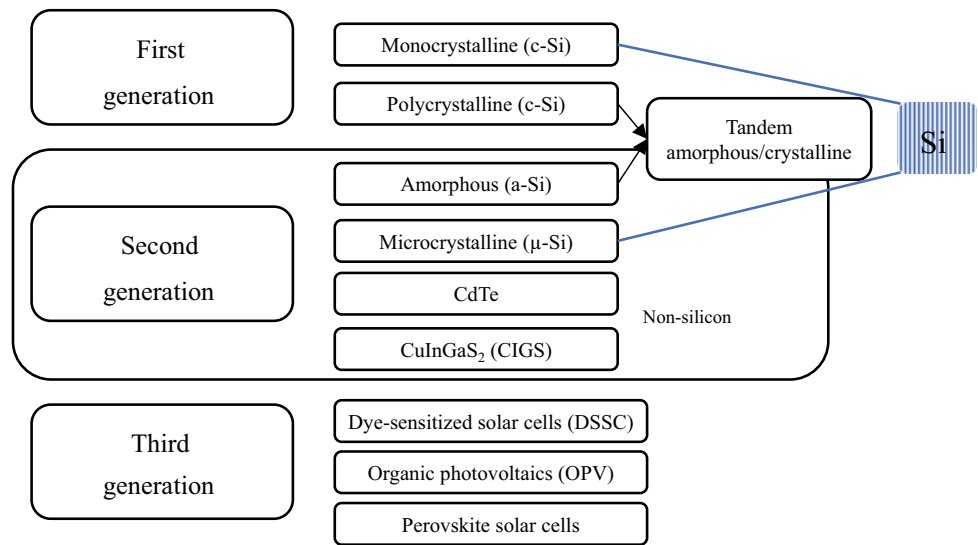 First
generation
Monocrystalline (c-Si)
Polycrystalline (c-Si)
Tandem
amorphous/crystalline
Si
Second
generation
Amorphous (a-Si)
Microcrystalline (μ-Si)
CdTe
CuInGaS₂ (CIGS)
Non-silicon
Third
generation
Dye-sensitized solar cells (DSSC)
Organic photovoltaics (OPV)
Perovskite solar cells